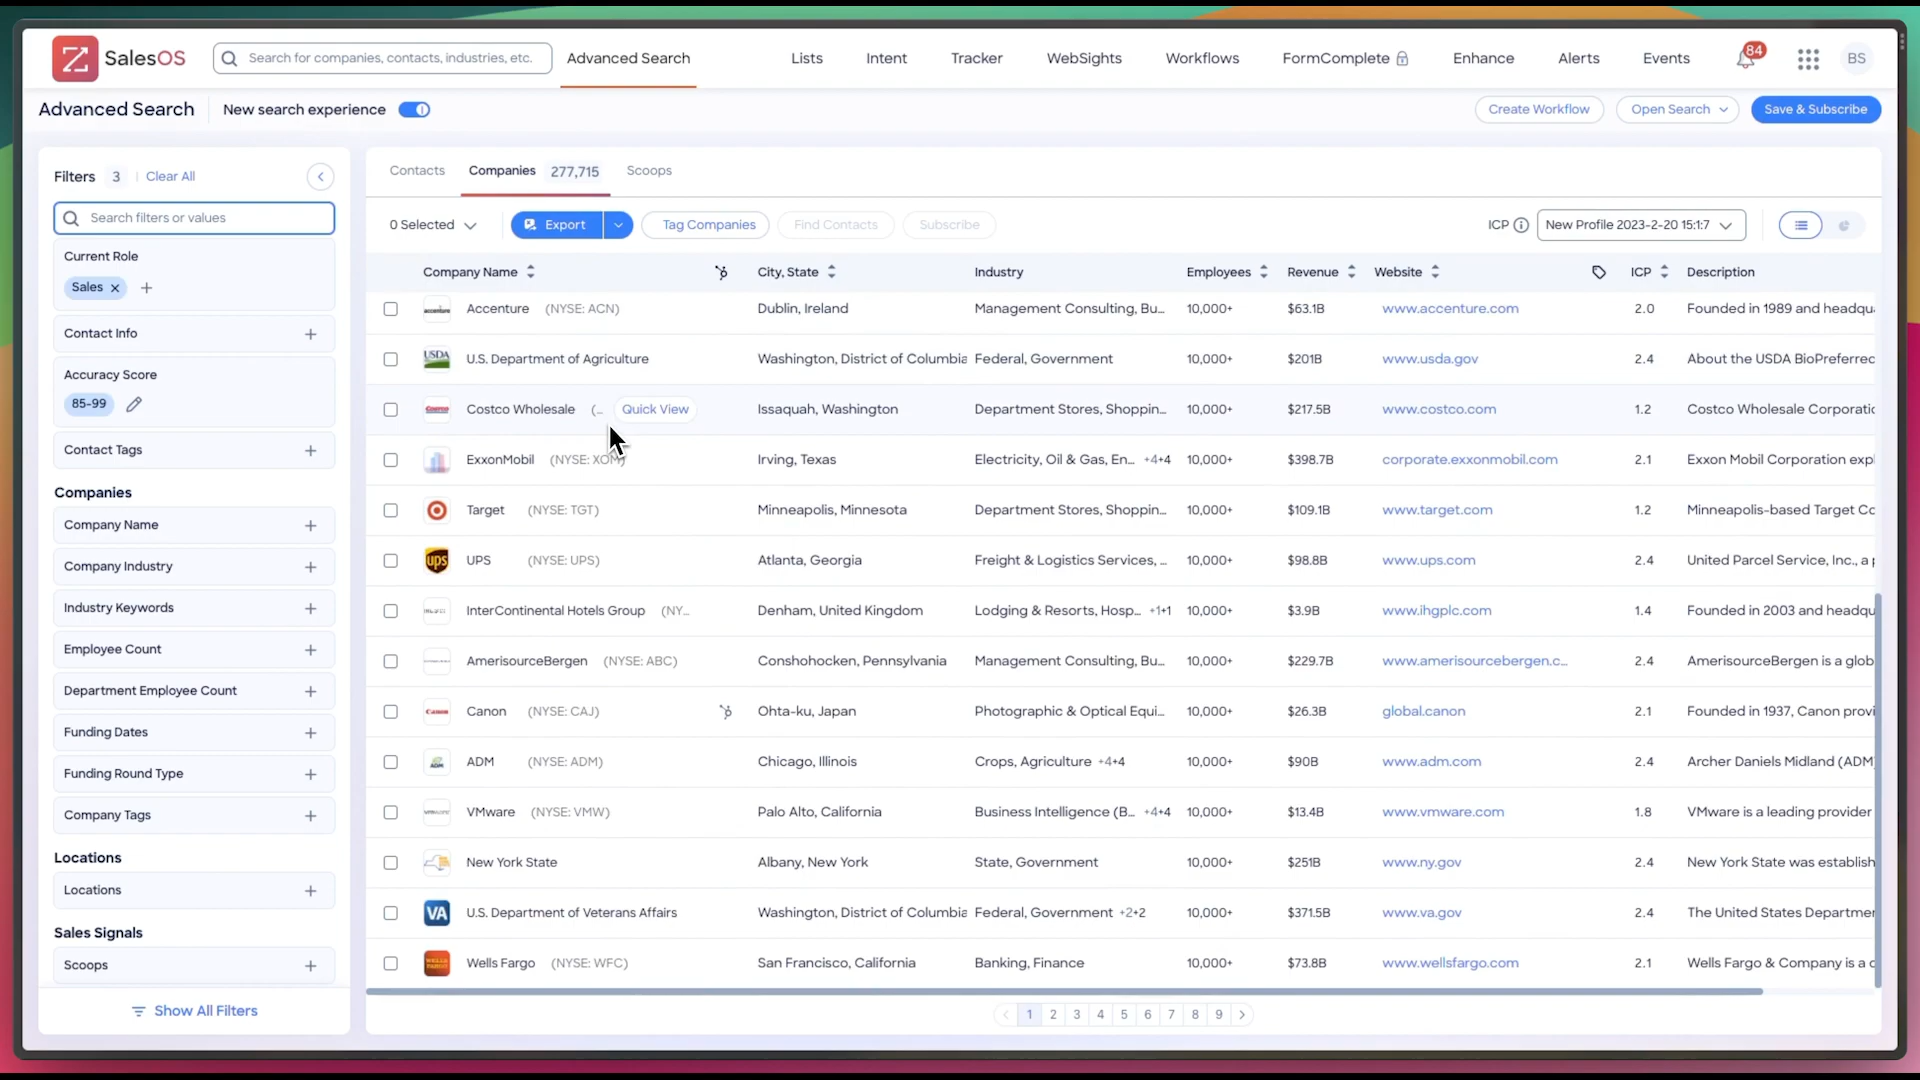 SalesOS
Search for companies, contacts, industries, etc.
Advanced Search
Lists
Intent
Tracker
WebSights
Workflows
FormComplete
Enhance
Alerts
Events
84
BS
Advanced Search
New search experience
Create Workflow
Open Search
Save & Subscribe
Filters 3 Clear All
Search filters or values
Current Role
Sales
Contact Info
Accuracy Score
85-99
Contact Tags
Companies
Company Name
Company Industry
Industry Keywords
Employee Count
Department Employee Count
Funding Dates
Funding Round Type
Company Tags
Locations
Locations
Sales Signals
Scoops
Show All Filters
Contacts Companies 277,715 Scoops
0 Selected Export Tag Companies Find Contacts Subscribe ICP New Profile 2023-2-20 15:1:7
Company Name City, State Industry Employees Revenue Website ICP Description
Accenture (NYSE: ACN) Dublin, Ireland Management Consulting, Bu... 10,000+ $63.1B www.accenture.com 2.0 Founded in 1989 and headqu
USDA U.S. Department of Agriculture Washington, District of Columbia Federal, Government 10,000+ $201B www.usda.gov 2.4 About the USDA BioPreferred
Costco Wholesale (... Quick View Issaquah, Washington Department Stores, Shoppin... 10,000+ $217.5B www.costco.com 1.2 Costco Wholesale Corporatic
ExxonMobil (NYSE: XOM) Irving, Texas Electricity, Oil & Gas, En... +4+4 10,000+ $398.7B corporate.exxonmobil.com 2.1 Exxon Mobil Corporation exp
Target (NYSE: TGT) Minneapolis, Minnesota Department Stores, Shoppin... 10,000+ $109.1B www.target.com 1.2 Minneapolis-based Target Co
ups UPS (NYSE: UPS) Atlanta, Georgia Freight & Logistics Services, ... 10,000+ $98.8B www.ups.com 2.4 United Parcel Service, Inc., a p
InterContinental Hotels Group (NY... Denham, United Kingdom Lodging & Resorts, Hosp... +1+1 10,000+ $3.9B www.ihgplc.com 1.4 Founded in 2003 and headqu
AmerisourceBergen (NYSE: ABC) Conshohocken, Pennsylvania Management Consulting, Bu... 10,000+ $229.7B www.amerisourcebergen.c... 2.4 AmerisourceBergen is a glob
Canon Canon (NYSE: CAJ) Ohta-ku, Japan Photographic & Optical Equi... 10,000+ $26.3B global.canon 2.1 Founded in 1937, Canon provi
ADM ADM (NYSE: ADM) Chicago, Illinois Crops, Agriculture +4+4 10,000+ $90B www.adm.com 2.4 Archer Daniels Midland (ADM
VMware (NYSE: VMW) Palo Alto, California Business Intelligence (B... +4+4 10,000+ $13.4B www.vmware.com 1.8 VMware is a leading provider
New York State Albany, New York State, Government 10,000+ $251B www.ny.gov 2.4 New York State was establish
VA U.S. Department of Veterans Affairs Washington, District of Columbia Federal, Government +2+2 10,000+ $371.5B www.va.gov 2.4 The United States Departmer
WELLS FARGO Wells Fargo (NYSE: WFC) San Francisco, California Banking, Finance 10,000+ $73.8B www.wellsfargo.com 2.1 Wells Fargo & Company is a c
1 2 3 4 5 6 7 8 9